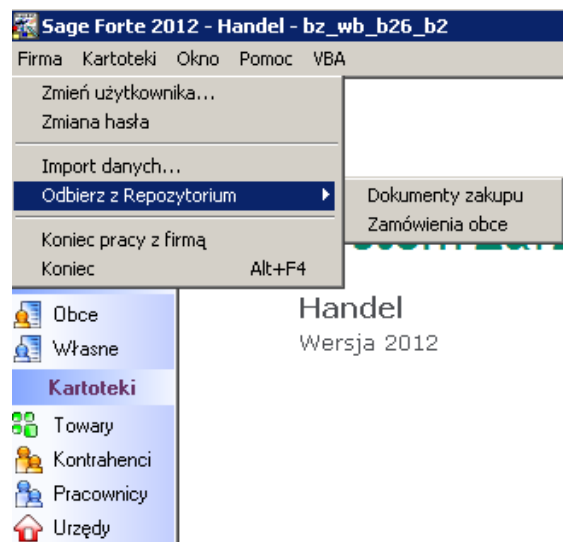 Sage Forte 2012 - Handel - bz_wb_b26_b2
Firma Kartoteki Okno Pomoc VBA
Zmień użytkownika...
Zmiana hasła
Import danych...
Odbierz z Repozytorium
Dokumenty zakupu
Zamówienia obce
Koniec pracy z firmą
Koniec Alt+F4
Handel
Wersja 2012
Obce
Własne
Kartoteki
Towary
Kontrahenci
Pracownicy
Urzędy